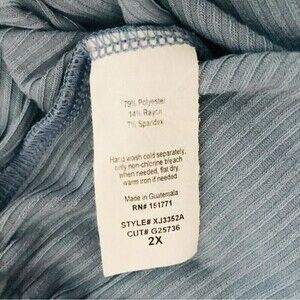 79% Polyester
14% Rayon
7% Spandex
Hand wash cold separately,
only non-chlorine bleach
when needed, flat dry,
warm iron if needed
Made in Guatemala
RN# 151771
STYLE# XJ3352A
CUT# G25736
2X